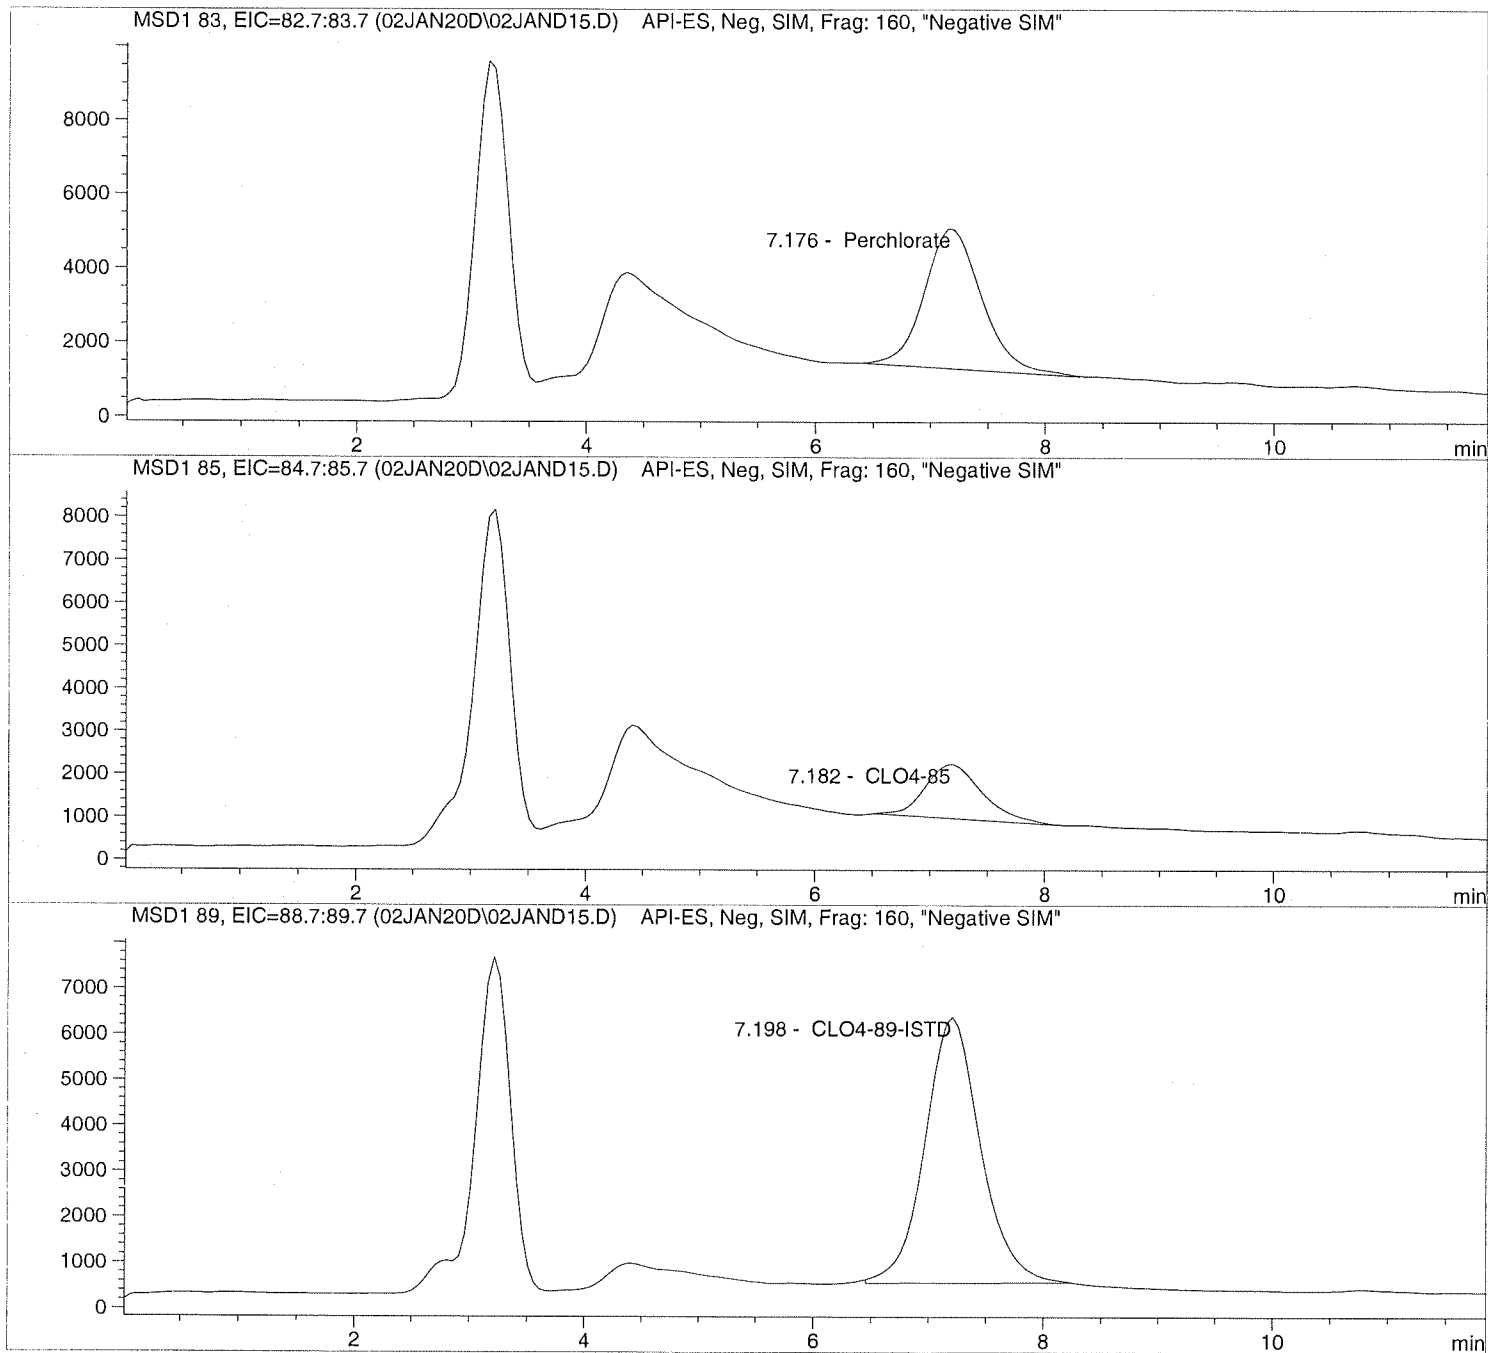 MSD1 83, EIC=82.7:83.7 (02JAN20D\02JAND15.D) API-ES, Neg, SIM, Frag: 160, "Negative SIM"
8000
6000
7.176 - Perchlorate
4000
2000
0
2 4 6 8 10 min
MSD1 85, EIC=84.7:85.7 (02JAN20D\02JAND15.D) API-ES, Neg, SIM, Frag: 160, "Negative SIM"
8000
7000
6000
5000
4000
3000
2000
7.182 - CLO4-85
1000
0
2 4 6 8 10 min
MSD1 89, EIC=88.7:89.7 (02JAN20D\02JAND15.D) API-ES, Neg, SIM, Frag: 160, "Negative SIM"
7000
6000
7.198 - CLO4-89-ISTD
5000
4000
3000
2000
1000
0
2 4 6 8 10 min